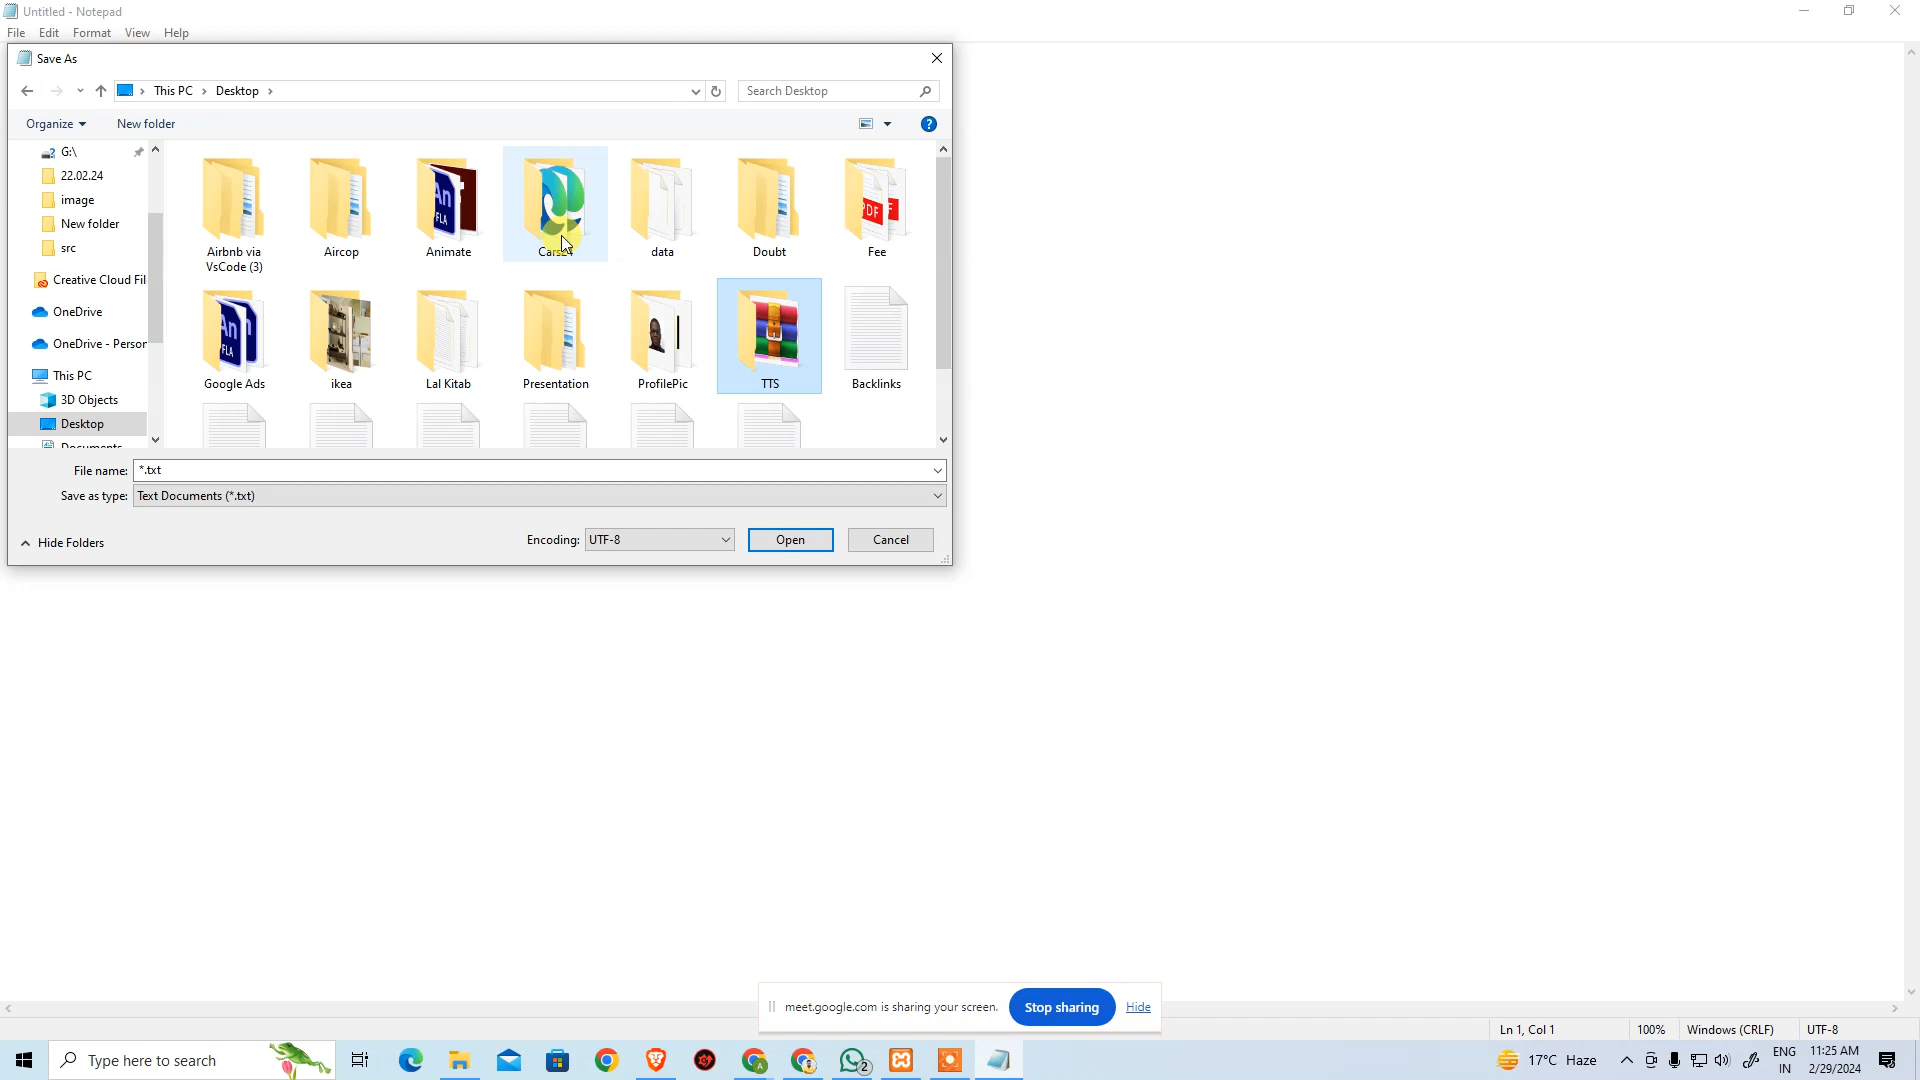 Untitled - Notepad
File Edit Format View Help
Save As
This PC > Desktop >
Search Desktop
Organize
New folder
G:\
22.02.24
image
New folder
src
Creative Cloud Fil
OneDrive
OneDrive - Persor
This PC
3D Objects
Desktop
Documents
Airbnb via
VsCode (3)
Aircop
Animate
Cars24
data
Doubt
Fee
Google Ads
ikea
Lal Kitab
Presentation
ProfilePic
TTS
Backlinks
File name: *.txt
Save as type: Text Documents (*.txt)
Hide Folders
Encoding: UTF-8
Open
Cancel
meet.google.com is sharing your screen.
Stop sharing
Hide
Ln 1, Col 1
100%
Windows (CRLF)
UTF-8
Type here to search
2
17°C Haze
ENG
IN
11:25 AM
2/29/2024